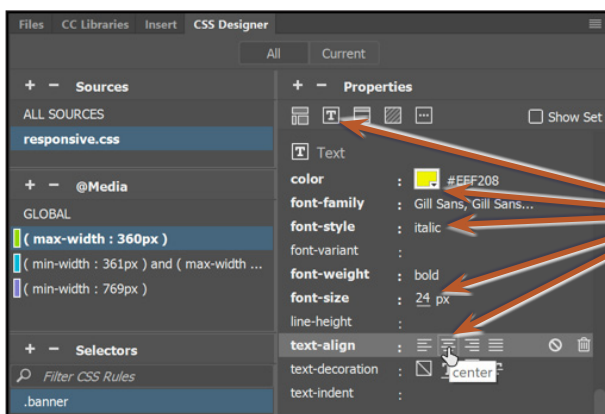 Files CC Libraries Insert CSS Designer
All Current
+ − Sources
ALL SOURCES
responsive.css
+ − @Media
GLOBAL
( max-width : 360px )
( min-width : 361px ) and ( max-width ...
( min-width : 769px )
+ − Selectors
Filter CSS Rules
.banner
+ − Properties
T Show Set
T Text
color : #FFF208
font-family : Gill Sans, Gill Sans...
font-style : italic
font-variant :
font-weight : bold
font-size : 24 px
line-height :
text-align :
text-decoration :
center
text-indent :